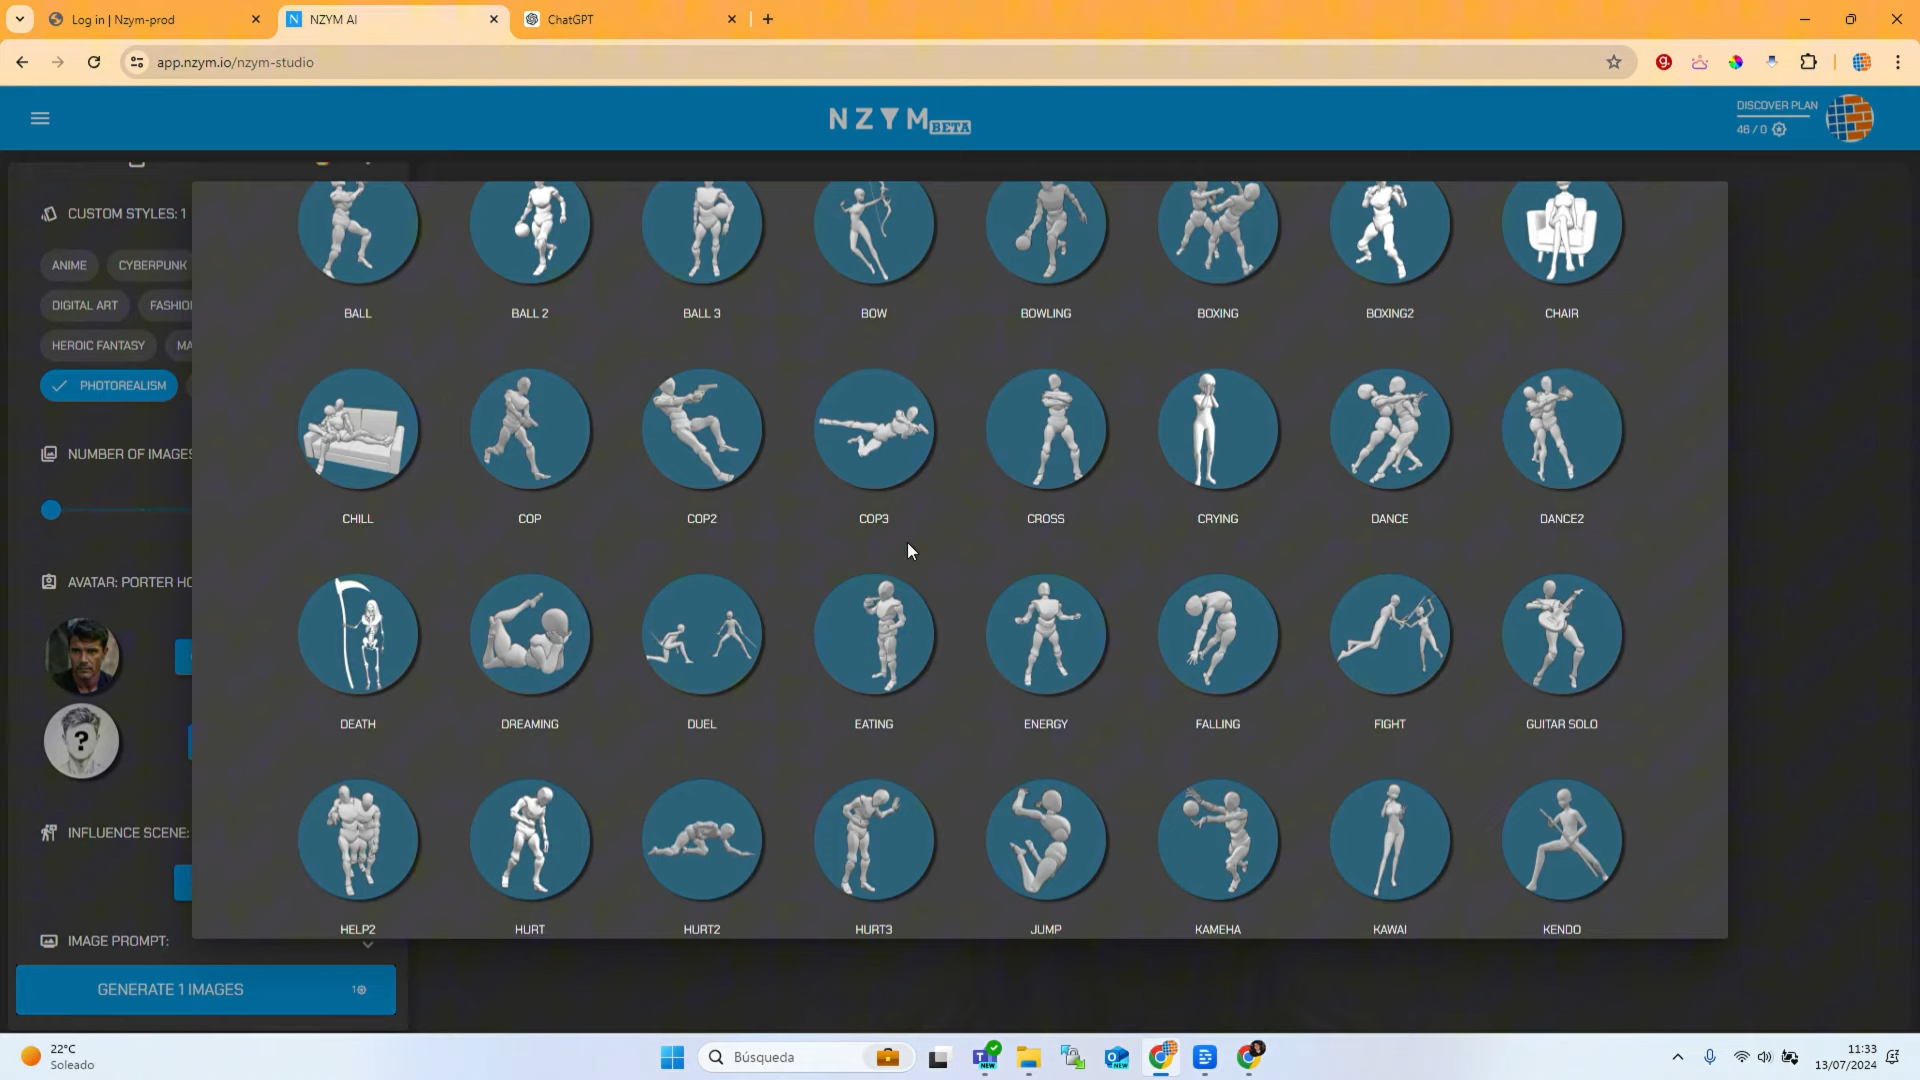 Log in | Nzym-prod
NZYM AI
ChatGPT
app.nzym.io/nzym-studio
NZYM BETA
DISCOVER PLAN
46 / 0
CUSTOM STYLES: 1
ANIME
CYBERPUNK
DIGITAL ART
HEROIC FANTASY
PHOTOREALISM
NUMBER OF IMAGES
AVATAR: PORTER
?
INFLUENCE SCENE:
IMAGE PROMPT:
GENERATE 1 IMAGES
1
BALL
BALL 2
BALL 3
BOW
BOWLING
BOXING
BOXING2
CHAIR
CHILL
COP
COP2
COP3
CROSS
CRYING
DANCE
DANCE2
DEATH
DREAMING
DUEL
EATING
ENERGY
FALLING
FIGHT
GUITAR SOLO
HELP2
HURT
HURT2
HURT3
JUMP
KAMEHA
KAWAI
KENDO
22°C
Soleado
Búsqueda
NEW
NEW
11:33
13/07/2024